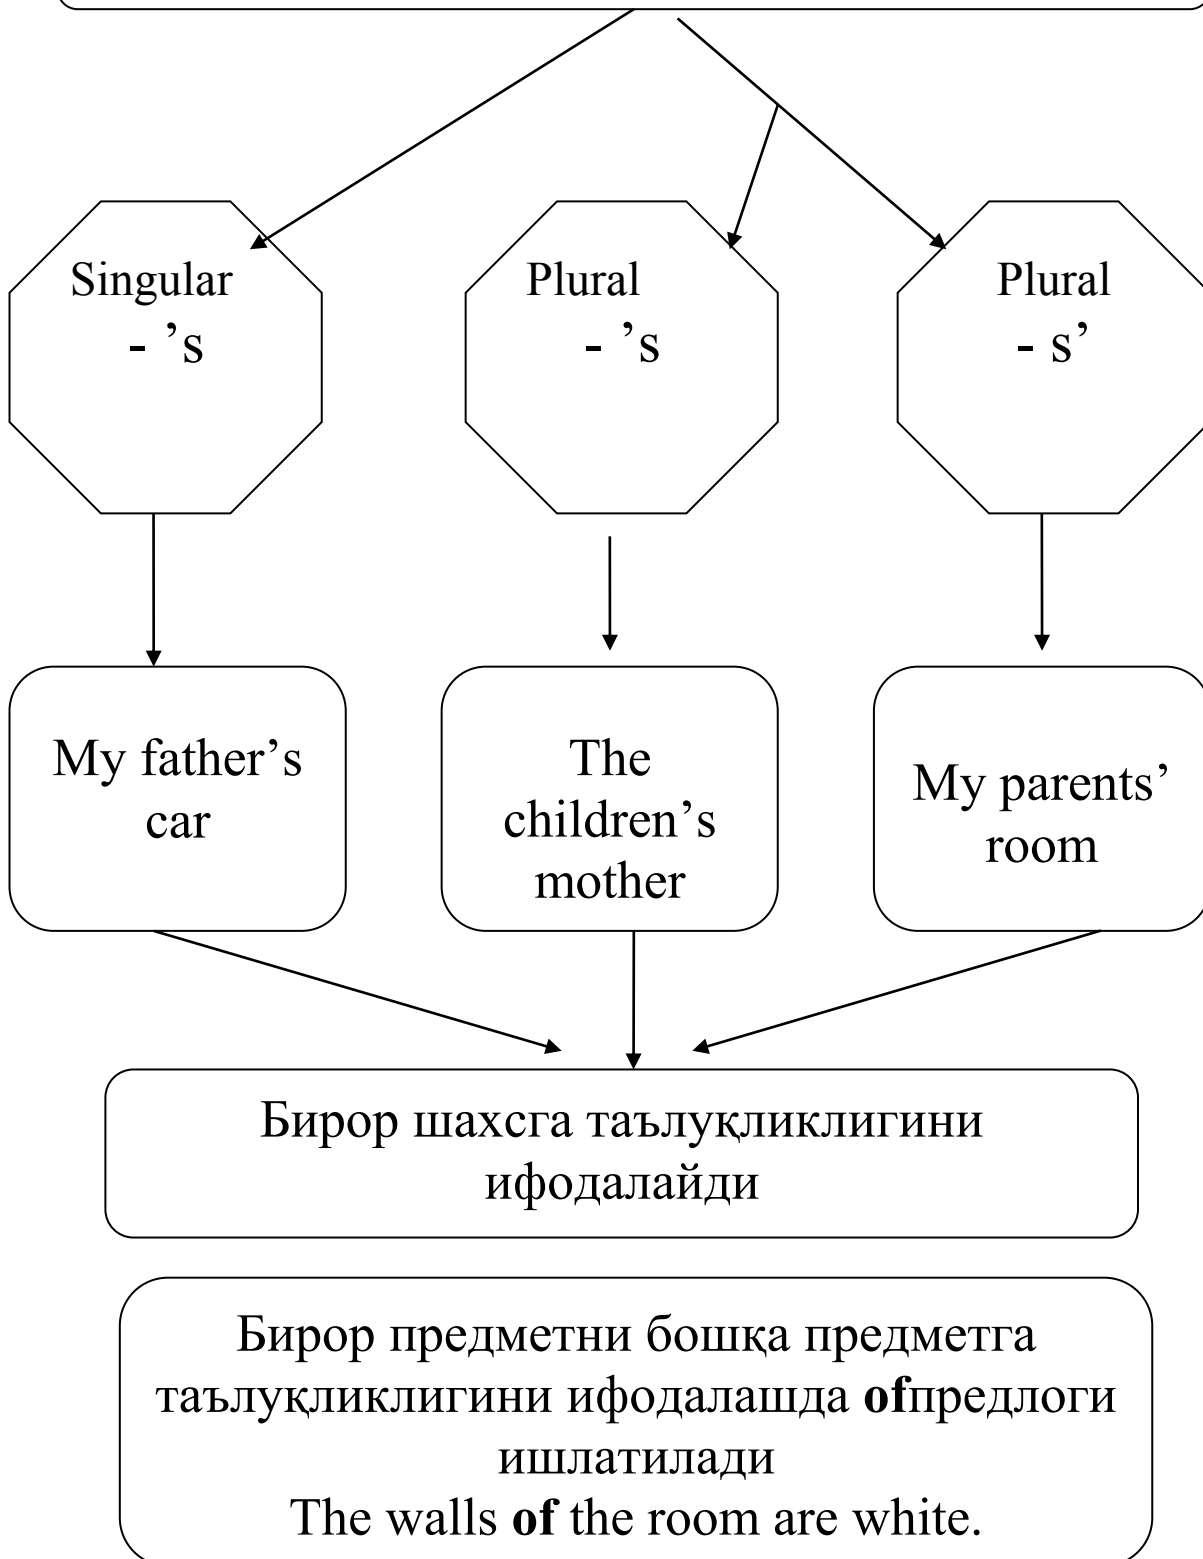 Singular
- ’s
Plural
- ’s
Plural
- s’
My father’s
car
The
children’s
mother
My parents’
room
Бирор шахсга таълуқликлигини
ифодалайди
Бирор предметни бошқа предметга
таълуқликлигини ифодалашда ofпредлоги
ишлатилади
The walls of the room are white.